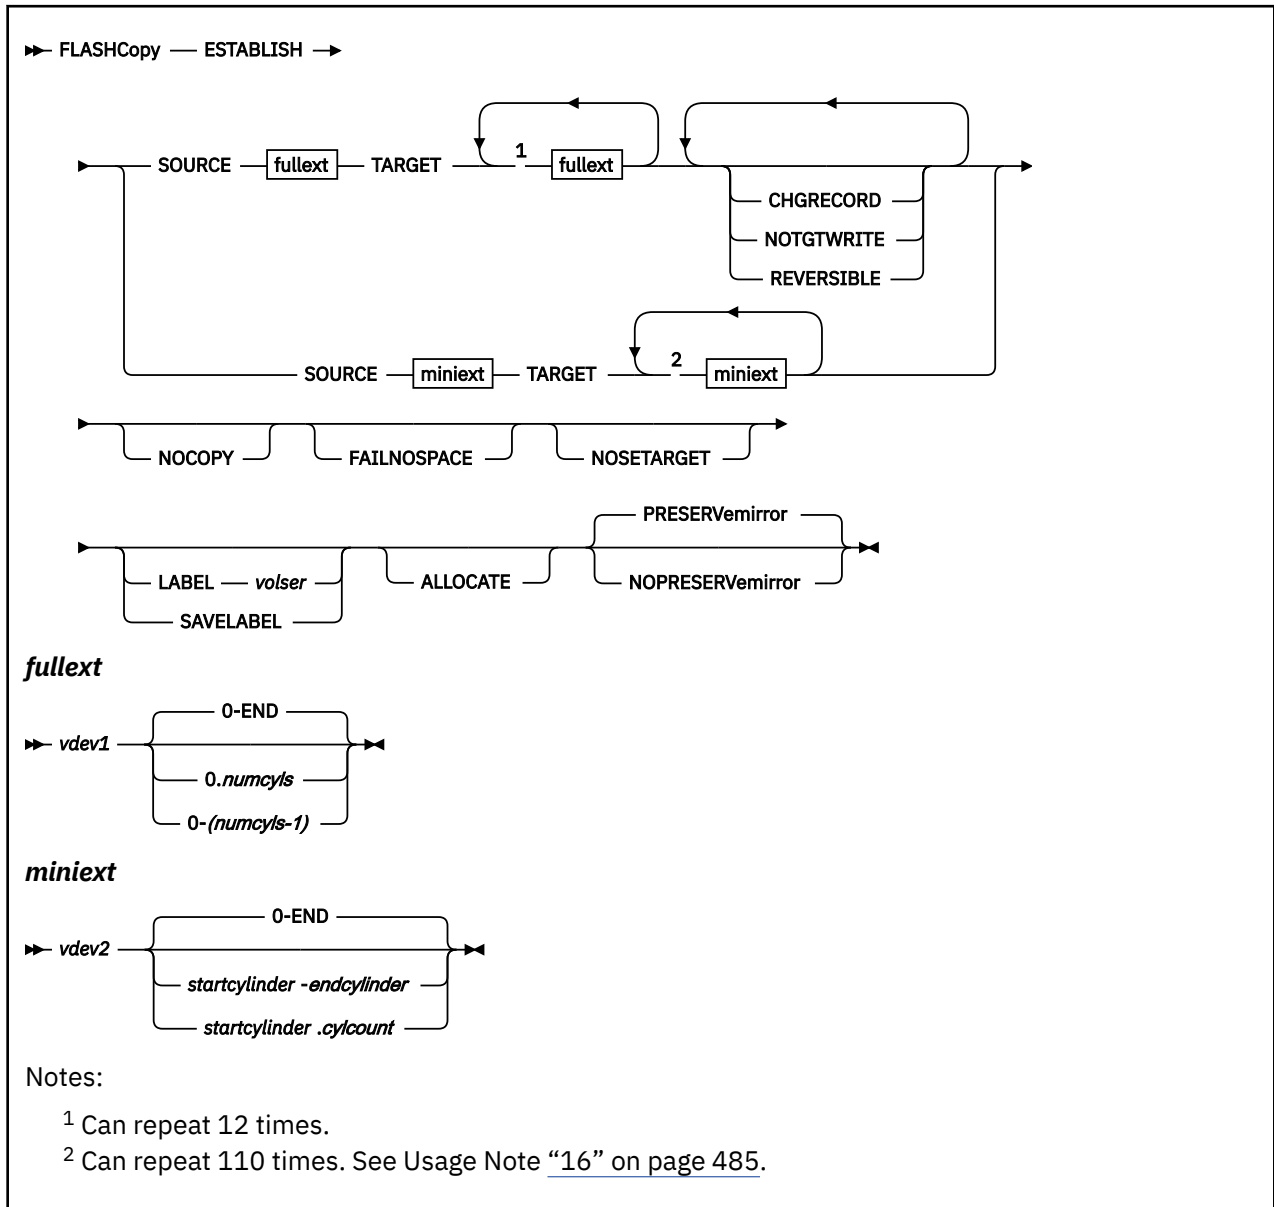 FLASHCopy ESTABLISH
SOURCE fullext TARGET 1 fullext
CHGRECORD
NOTGTWRITE
REVERSIBLE
SOURCE miniext TARGET 2 miniext
NOCOPY FAILNOSPACE NOSETARGET
PRESERVemirror
LABEL volser ALLOCATE NOPRESERVemirror
SAVELABEL
fullext
0-END
vdev1
0.numcyls
0-(numcyls-1)
miniext
0-END
vdev2
startcylinder -endcylinder
startcylinder .cylcount
Notes:
1 Can repeat 12 times.
2 Can repeat 110 times. See Usage Note “16” on page 485.